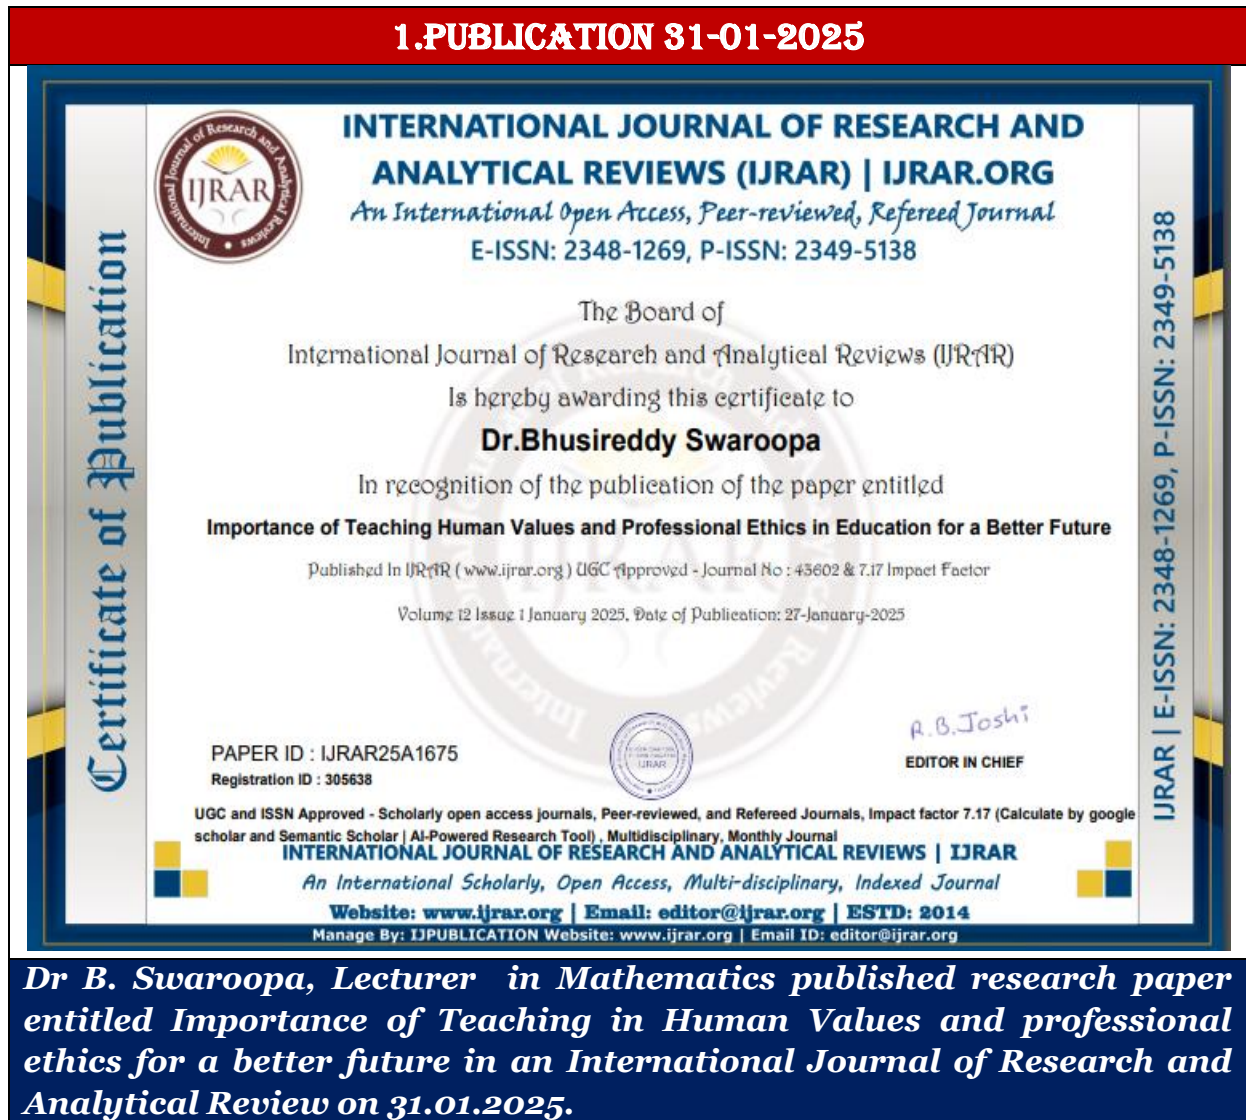 1.PUBLICATION 31-01-2025
Certificate of Publication
International Journal of Research and Analytical Reviews
IJRAR
INTERNATIONAL JOURNAL OF RESEARCH AND
ANALYTICAL REVIEWS (IJRAR) | IJRAR.ORG
An International Open Access, Peer-reviewed, Refereed Journal
E-ISSN: 2348-1269, P-ISSN: 2349-5138
The Board of
International Journal of Research and Analytical Reviews (IJRAR)
Is hereby awarding this certificate to
Dr.Bhusireddy Swaroopa
In recognition of the publication of the paper entitled
Importance of Teaching Human Values and Professional Ethics in Education for a Better Future
Published In IJRAR ( www.ijrar.org ) UGC Approved - Journal No : 43602 & 7.17 Impact Factor
Volume 12 Issue 1 January 2025, Date of Publication: 27-January-2025
PAPER ID : IJRAR25A1675
Registration ID : 305638
IJRAR
R.B.Joshi
EDITOR IN CHIEF
UGC and ISSN Approved - Scholarly open access journals, Peer-reviewed, and Refereed Journals, Impact factor 7.17 (Calculate by google
scholar and Semantic Scholar | AI-Powered Research Tool) , Multidisciplinary, Monthly Journal
INTERNATIONAL JOURNAL OF RESEARCH AND ANALYTICAL REVIEWS | IJRAR
An International Scholarly, Open Access, Multi-disciplinary, Indexed Journal
Website: www.ijrar.org | Email: editor@ijrar.org | ESTD: 2014
Manage By: IJPUBLICATION Website: www.ijrar.org | Email ID: editor@ijrar.org
IJRAR | E-ISSN: 2348-1269, P-ISSN: 2349-5138
Dr B. Swaroopa, Lecturer in Mathematics published research paper
entitled Importance of Teaching in Human Values and professional
ethics for a better future in an International Journal of Research and
Analytical Review on 31.01.2025.